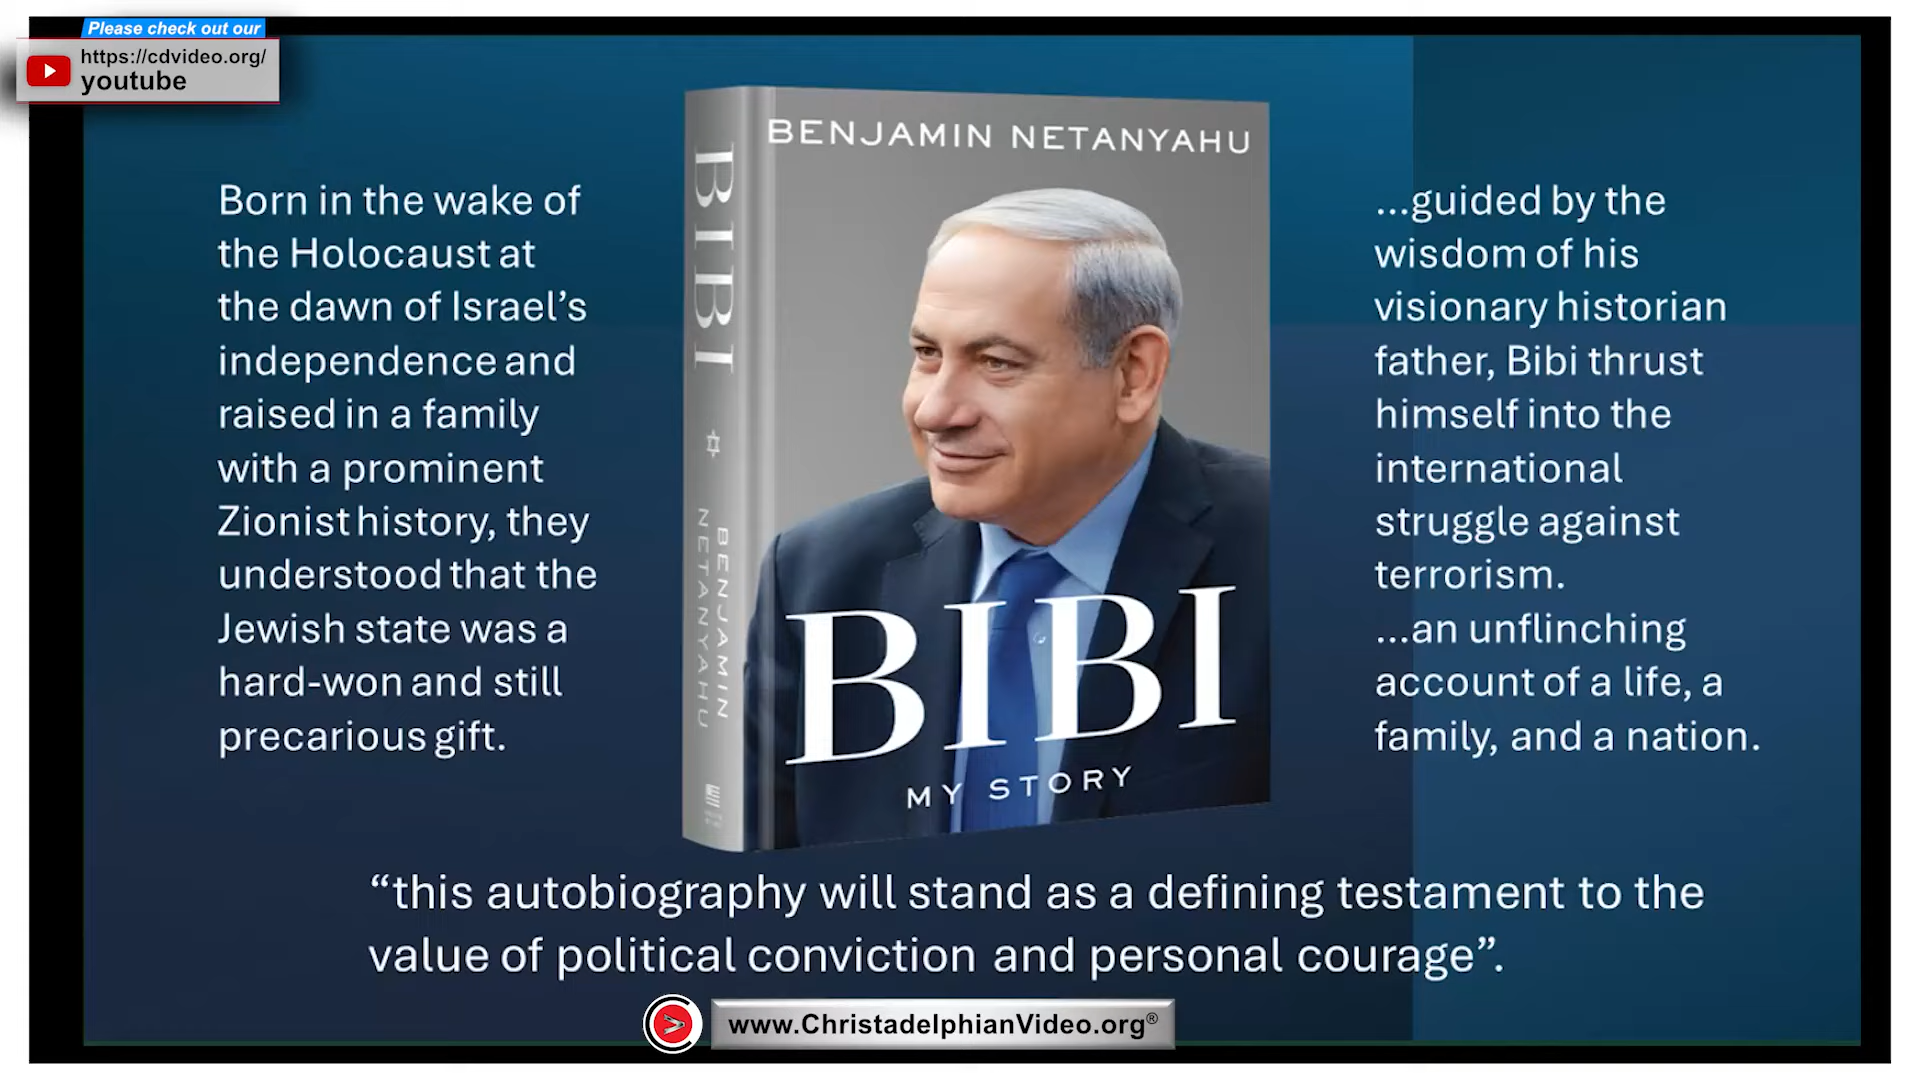 Please check out our
https://cdvideo.org/
youtube
Born in the wake of
the Holocaust at
the dawn of Israel’s
independence and
raised in a family
with a prominent
Zionist history, they
understood that the
Jewish state was a
hard-won and still
precarious gift.
BIBI
BENJAMIN
NETANYAHU
BENJAMIN NETANYAHU
BIBI
MY STORY
...guided by the
wisdom of his
visionary historian
father, Bibi thrust
himself into the
international
struggle against
terrorism.
...an unflinching
account of a life, a
family, and a nation.
“this autobiography will stand as a defining testament to the
value of political conviction and personal courage”.
www.ChristadelphianVideo.org®